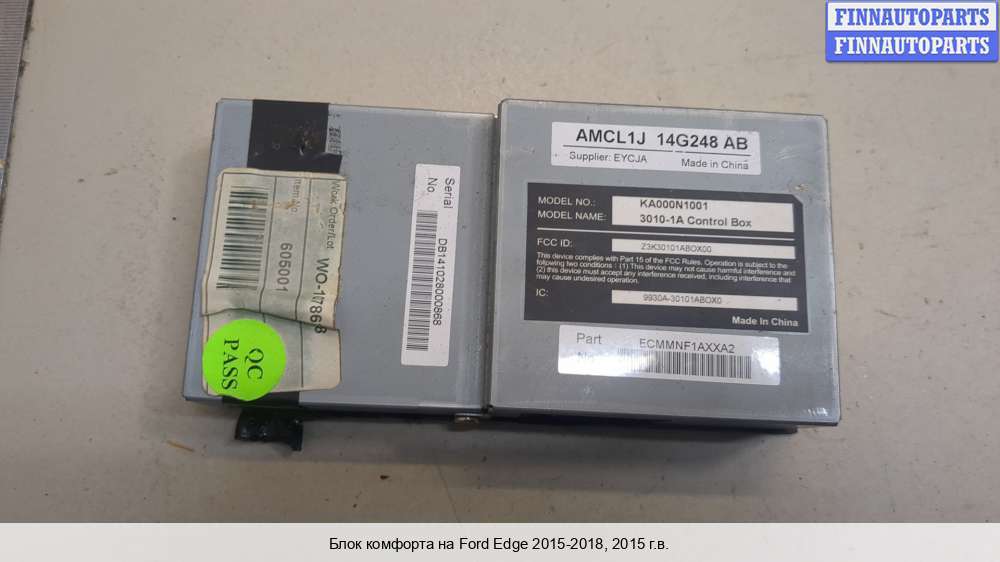 FINNAUTOPARTS
FINNAUTOPARTS
AMCL1J 14G248 AB
Supplier: EYCJA Made in China
MODEL NO.: KA000N1001
MODEL NAME: 3010-1A Control Box
FCC ID: Z3K30101ABOX00
This device complies with Part 15 of the FCC Rules. Operation is subject to the
following two conditions : (1) This device may not cause harmful interference and
(2) this device must accept any interference received, including interference that
may cause undesired operation.
IC: 9930A-30101ABOX0
Made in China
Part ECMMNF1AXXA2
Serial
No. DB141028000868
Work Order/Lot WO-17868
Item No. 605001
QC
PASS
Блок комфорта на Ford Edge 2015-2018, 2015 г.в.